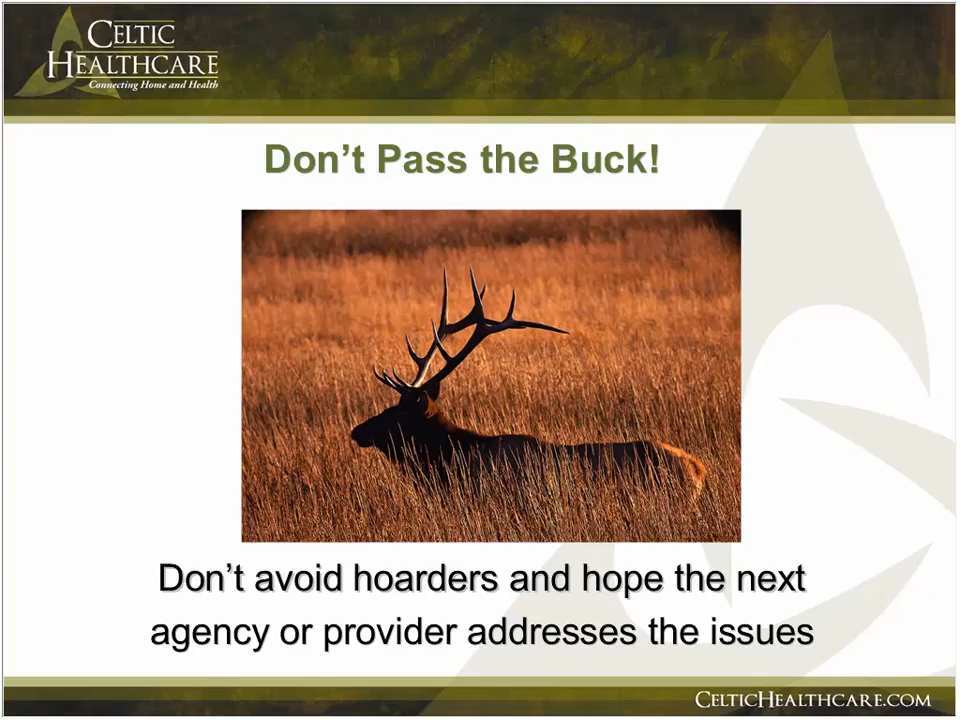 CELTIC
HEALTHCARE
Connecting Home and Health
Don't Pass the Buck!
Don't avoid hoarders and hope the next
agency or provider addresses the issues
CELTICHEALTHCARE.COM